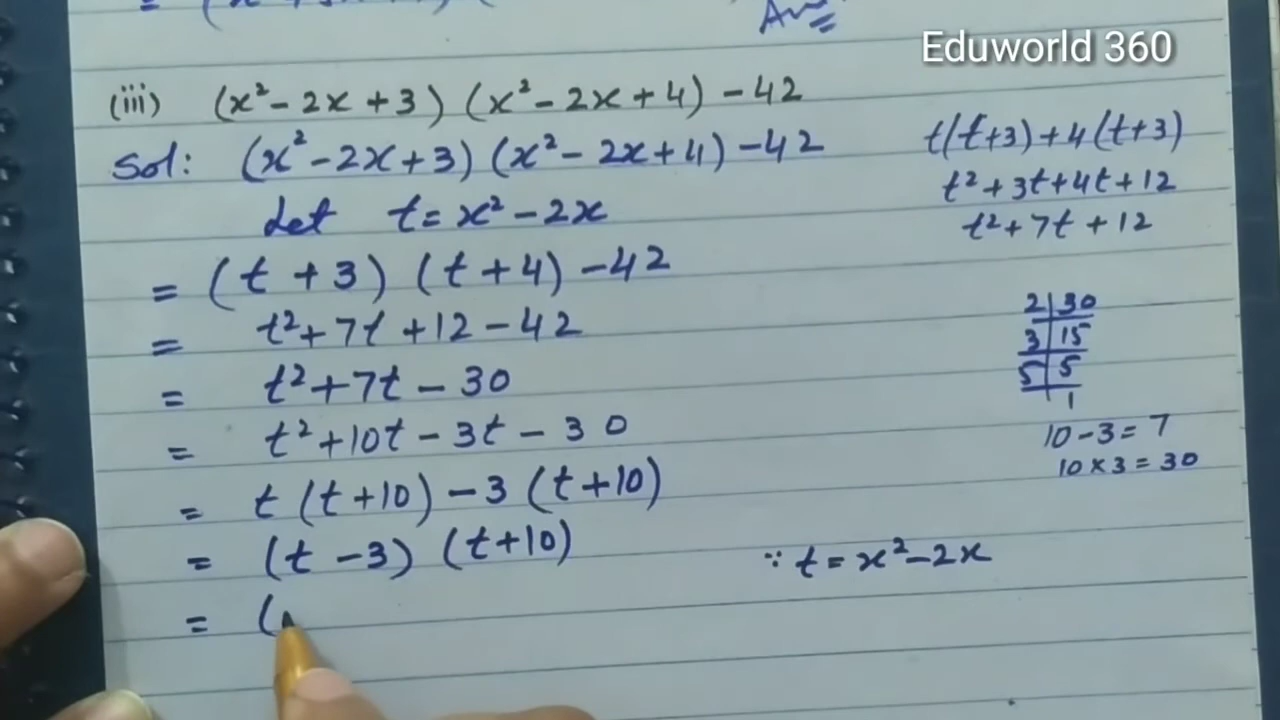 Ans
Eduworld 360
(iii) (x² - 2x + 3) (x² - 2x + 4) - 42
Sol: (x² - 2x + 3) (x² - 2x + 4) - 42
Let t = x² - 2x
= (t + 3) (t + 4) - 42
= t² + 7t + 12 - 42
= t² + 7t - 30
= t² + 10t - 3t - 30
= t (t + 10) - 3 (t + 10)
= (t - 3) (t + 10)
∵ t = x² - 2x
= (
t(t+3) + 4(t+3)
t² + 3t + 4t + 12
t² + 7t + 12
2 | 30
3 | 15
5 | 5
1
10 - 3 = 7
10 × 3 = 30